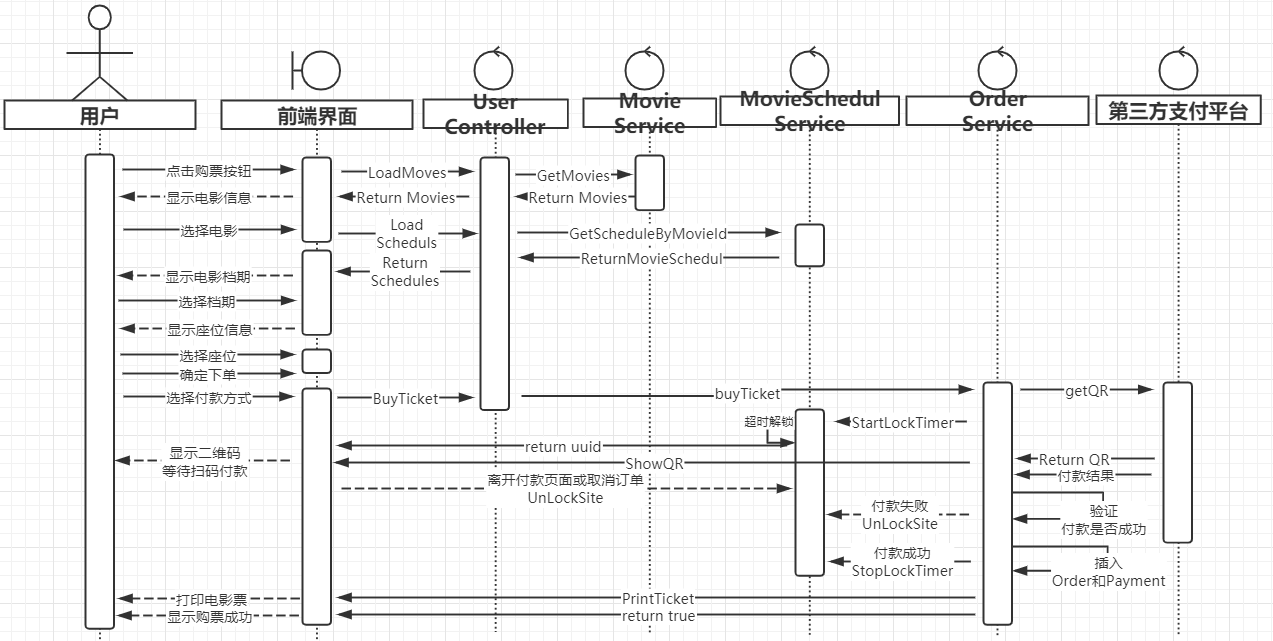 用户
前端界面
User
Controller
Movie
Service
MovieSchedul
Service
Order
Service
第三方支付平台
点击购票按钮
LoadMoves
GetMovies
显示电影信息
Return Movies
Return Movies
选择电影
Load
Scheduls
GetScheduleByMovieId
ReturnMovieSchedul
Return
Schedules
显示电影档期
选择档期
显示座位信息
选择座位
确定下单
选择付款方式
BuyTicket
buyTicket
getQR
超时解锁
StartLockTimer
return uuid
显示二维码
等待扫码付款
ShowQR
Return QR
付款结果
离开付款页面或取消订单
UnLockSite
付款失败
UnLockSite
验证
付款是否成功
付款成功
StopLockTimer
插入
Order和Payment
打印电影票
PrintTicket
显示购票成功
return true